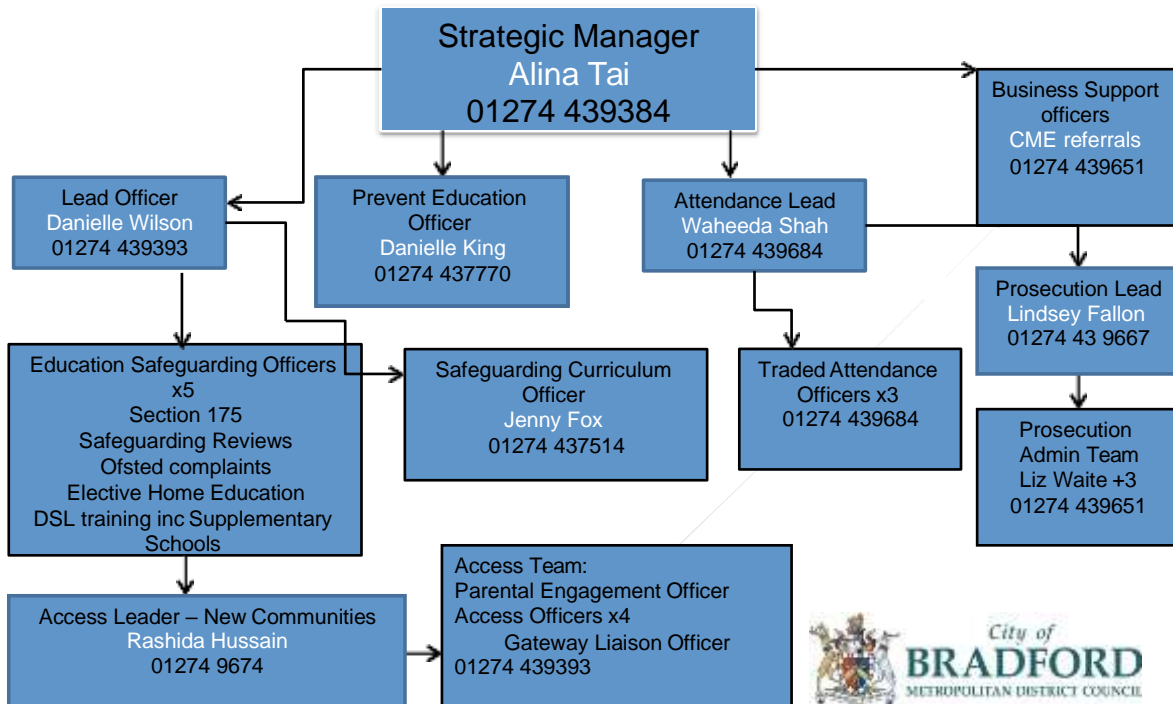 Strategic Manager
Alina Tai
01274 439384
Business Support
officers
CME referrals
01274 439651
Lead Officer
Danielle Wilson
01274 439393
Prevent Education
Officer
Danielle King
01274 437770
Attendance Lead
Waheeda Shah
01274 439684
Prosecution Lead
Lindsey Fallon
01274 43 9667
Education Safeguarding Officers
x5
Section 175
Safeguarding Reviews
Ofsted complaints
Elective Home Education
DSL training inc Supplementary
Schools
Safeguarding Curriculum
Officer
Jenny Fox
01274 437514
Traded Attendance
Officers x3
01274 439684
Prosecution
Admin Team
Liz Waite +3
01274 439651
Access Leader – New Communities
Rashida Hussain
01274 9674
Access Team:
Parental Engagement Officer
Access Officers x4
Gateway Liaison Officer
01274 439393
City of
BRADFORD
METROPOLITAN DISTRICT COUNCIL